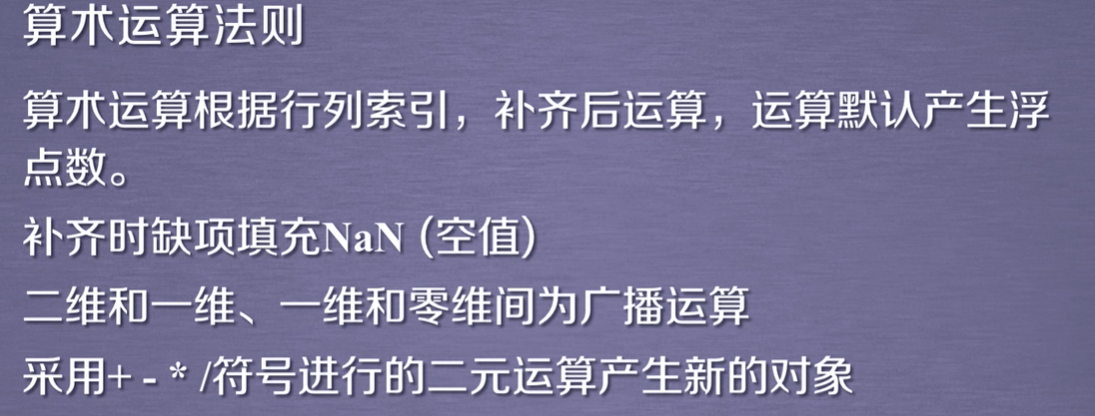 算术运算法则
算术运算根据行列索引，补齐后运算，运算默认产生浮
点数。
补齐时缺项填充NaN (空值)
二维和一维、一维和零维间为广播运算
采用+ - * /符号进行的二元运算产生新的对象